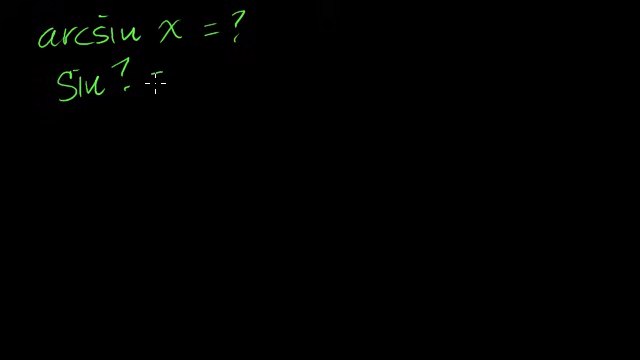 arcsin x = ?
sin ?